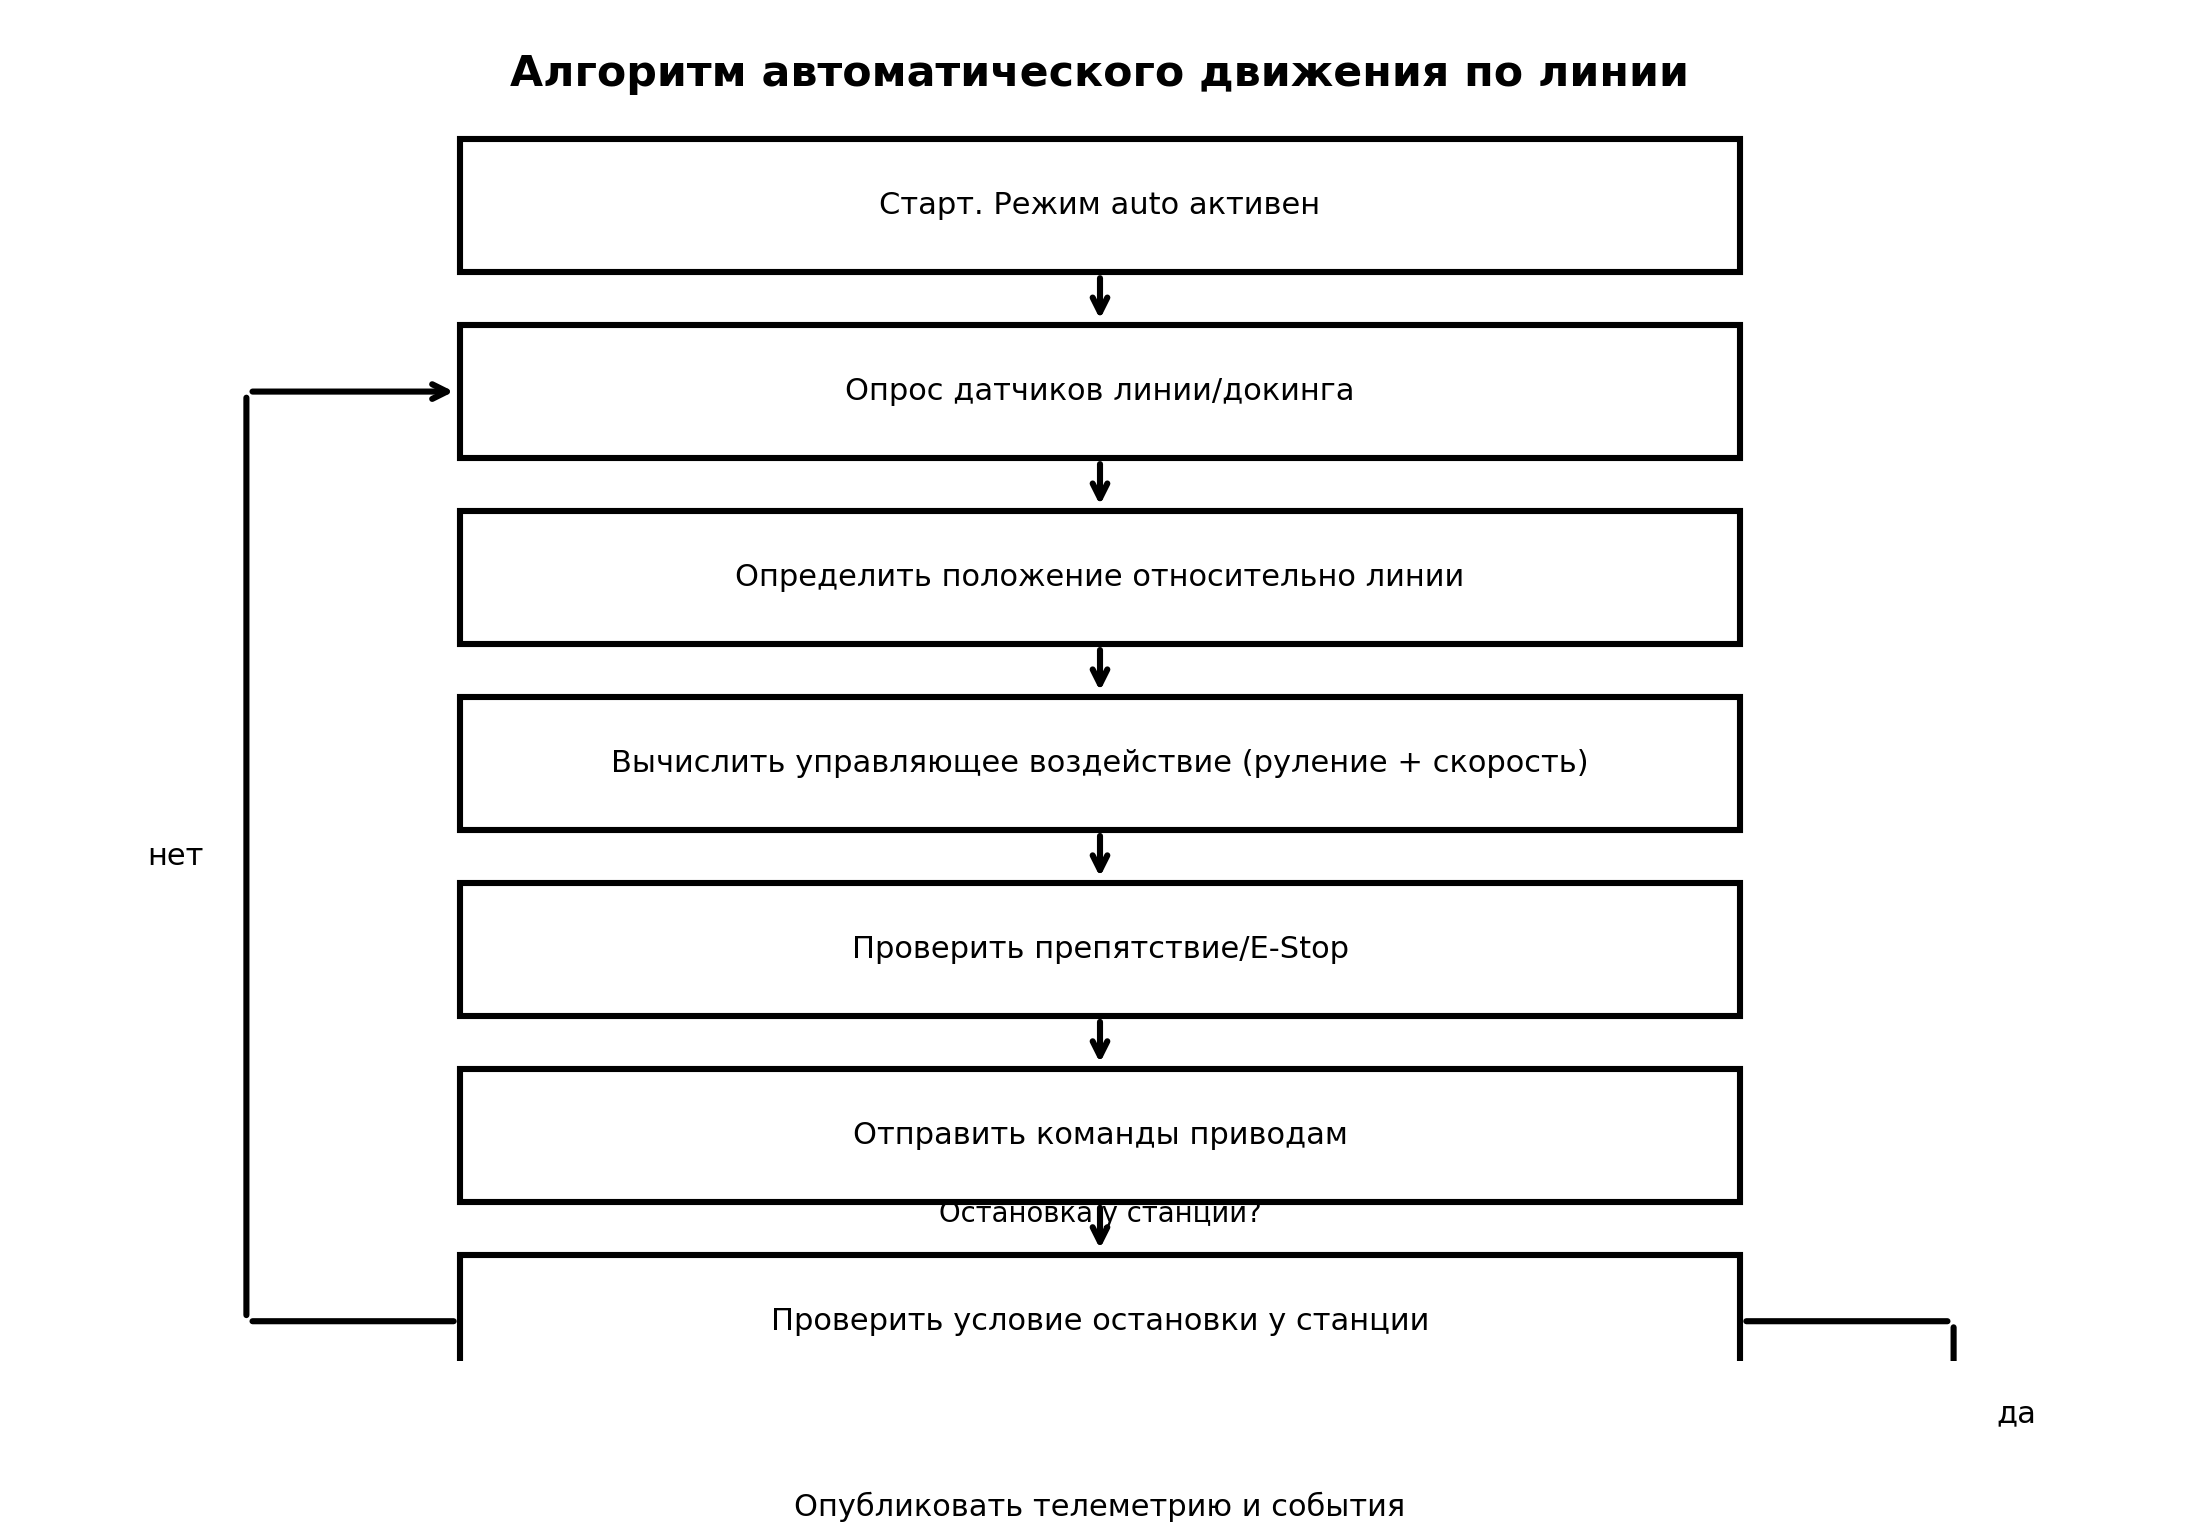 Алгоритм автоматического движения по линии
Старт. Режим auto активен
Опрос датчиков линии/докинга
Определить положение относительно линии
Вычислить управляющее воздействие (руление + скорость)
нет
Проверить препятствие/E-Stop
Отправить команды приводам
Остановка у станции?
Проверить условие остановки у станции
да
Опубликовать телеметрию и события